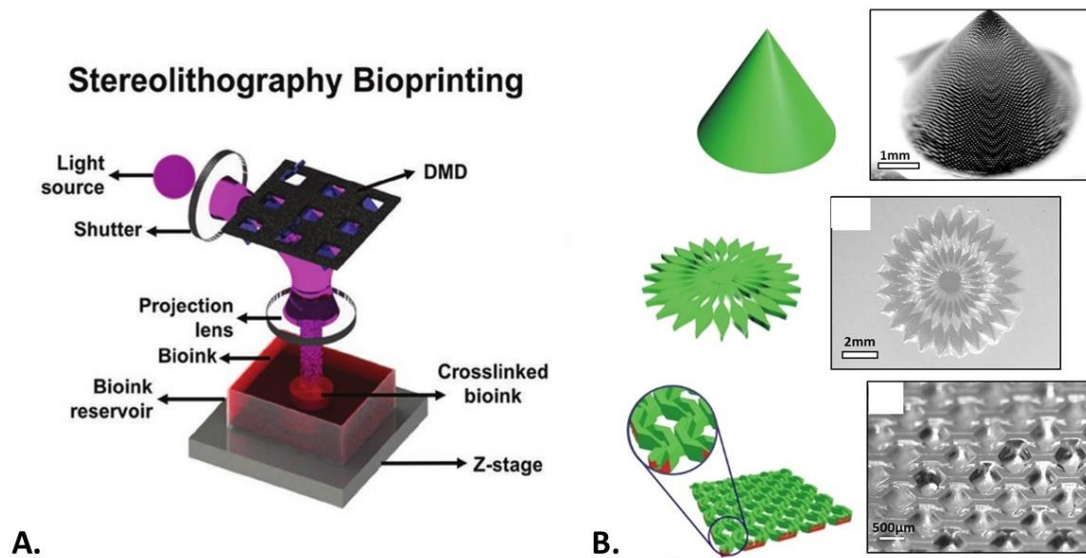 Stereolithography Bioprinting
Light
source
DMD
Shutter
Projection
lens
Bioink
Bioink
reservoir
Crosslinked
bioink
Z-stage
A.
1mm
2mm
500µm
B.